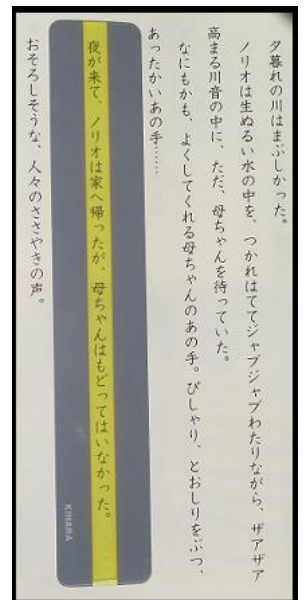 夕暮れの川はまぶしかった。
ノリオは生ぬるい水の中を、つかれはててジャブジャブわたりながら、ザアザア
高まる川音の中に、ただ、母ちゃんを待っていた。
なにもかも、よくしてくれる母ちゃんのあの手。ぴしゃり、とおしりをぶつ、
あったかいあの手……
夜が来て、ノリオは家へ帰ったが、母ちゃんはもどってはいなかった。
KIHARA
おそろしそうな、人々のささやきの声。